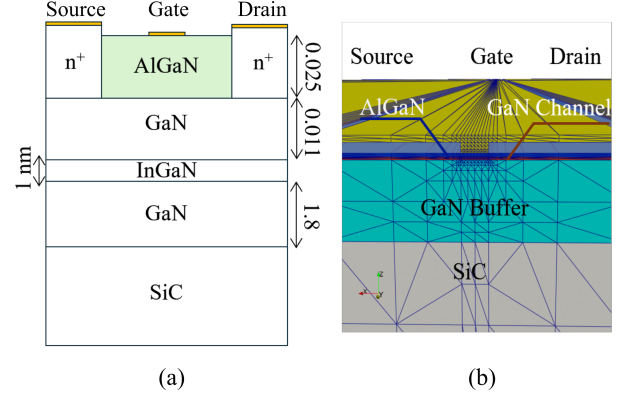 Source Gate Drain
n+ AlGaN n+
0.025
GaN
0.011
1 nm
InGaN
GaN
1.8
SiC
(a)
Source Gate Drain
AlGaN GaN Channel
GaN Buffer
SiC
z
x
Y
(b)